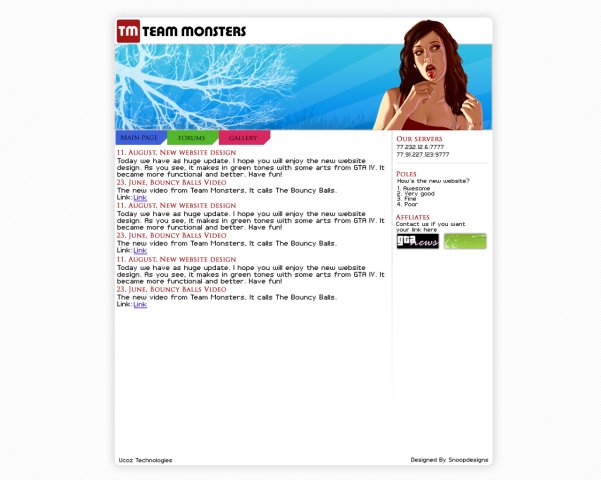 TM TEAM MONSTERS
MAIN PAGE FORUMS GALLERY
11. AUGUST, NEW WEBSITE DESIGN
Today we have as huge update. I hope you will enjoy the new website
design. As you see, it makes in green tones with some arts from GTA IV. It
became more functional and better. Have fun!
23. JUNE, BOUNCY BALLS VIDEO
The new video from Team Monsters, It calls The Bouncy Balls.
Link: Link
11. AUGUST, NEW WEBSITE DESIGN
Today we have as huge update. I hope you will enjoy the new website
design. As you see, it makes in green tones with some arts from GTA IV. It
became more functional and better. Have fun!
23. JUNE, BOUNCY BALLS VIDEO
The new video from Team Monsters, It calls The Bouncy Balls.
Link: Link
11. AUGUST, NEW WEBSITE DESIGN
Today we have as huge update. I hope you will enjoy the new website
design. As you see, it makes in green tones with some arts from GTA IV. It
became more functional and better. Have fun!
23. JUNE, BOUNCY BALLS VIDEO
The new video from Team Monsters, It calls The Bouncy Balls.
Link: Link
OUR SERVERS
77.232.12.6:7777
77.91.227.123:9777
POLES
How's the new website?
1. Awesome
2. Very good
3. Fine
4. Poor
AFFILIATES
Contact us if you want
your link here
gta news
Ucoz Technologies
Designed By Snoopdesigns